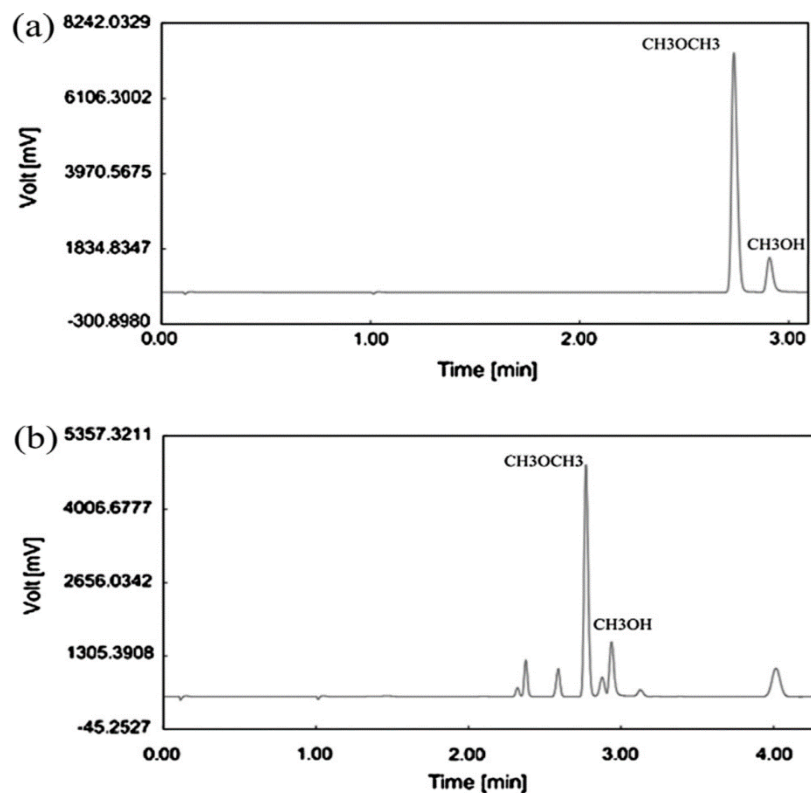 (a)
8242.0329
CH3OCH3
6106.3002
Volt [mV]
3970.5675
CH3OH
1834.8347
-300.8980
0.00 1.00 2.00 3.00
Time [min]
(b)
5357.3211
CH3OCH3
4006.6777
Volt [mV]
2656.0342
CH3OH
1305.3908
-45.2527
0.00 1.00 2.00 3.00 4.00
Time [min]